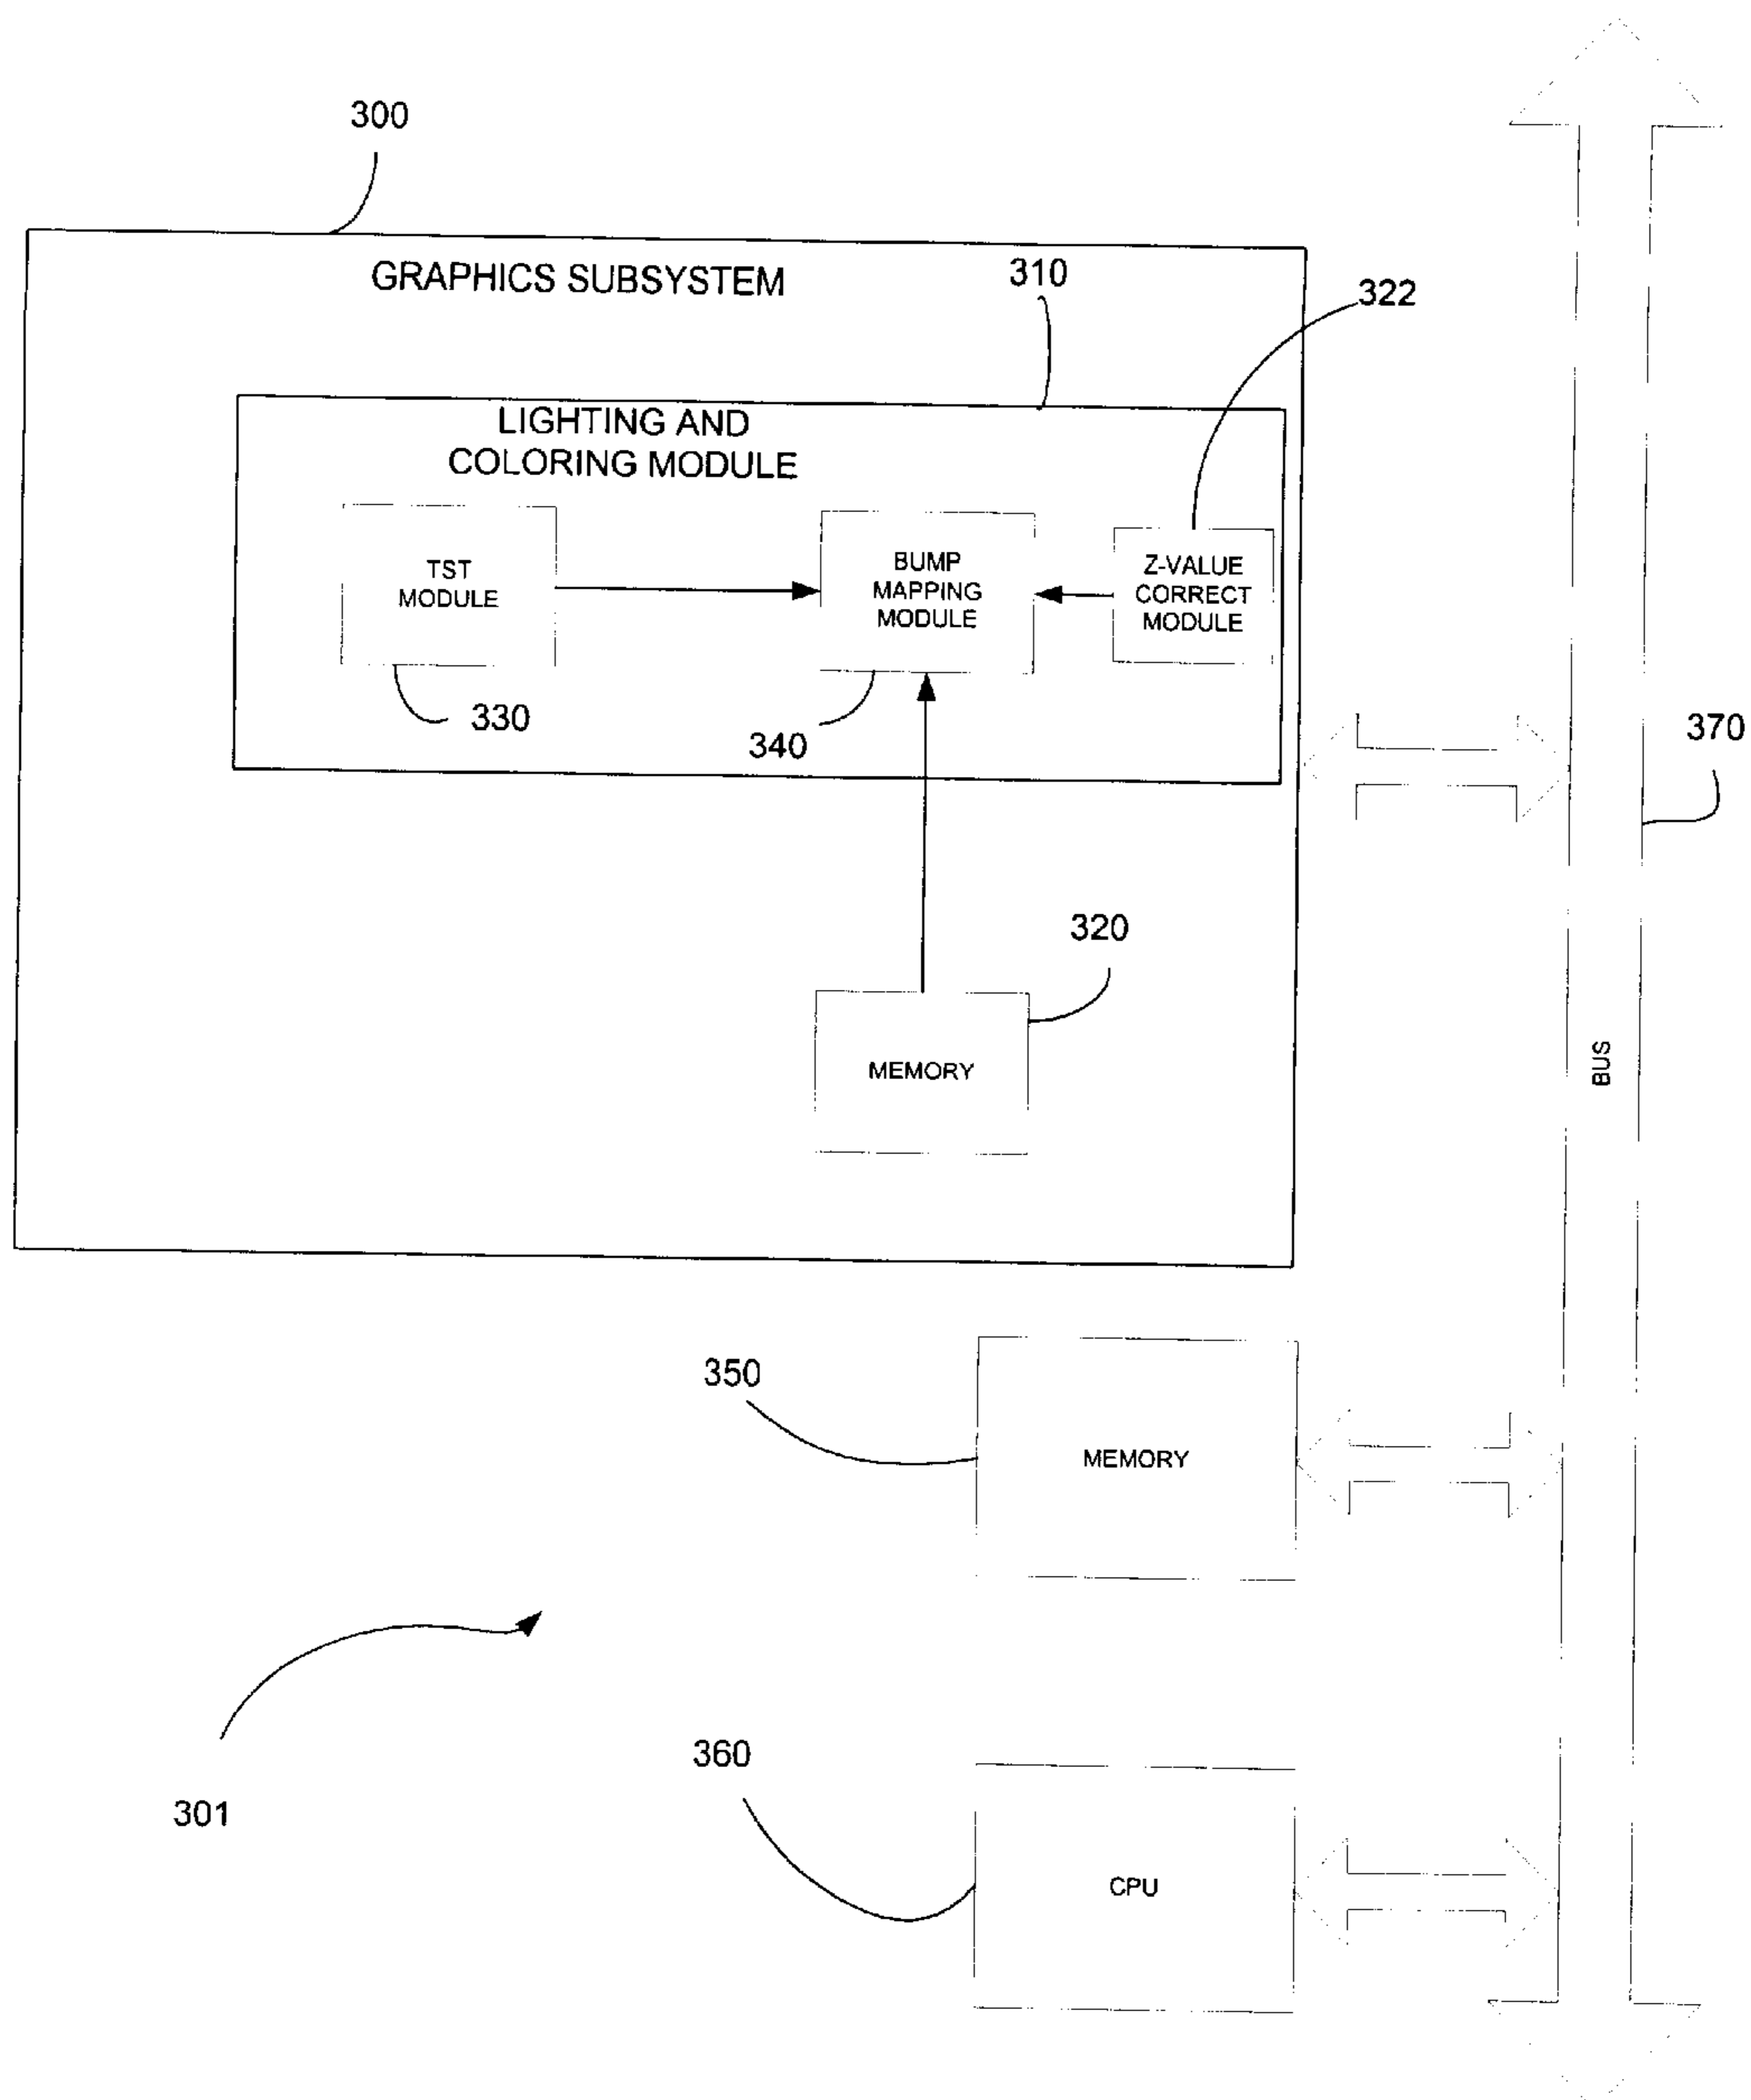 300
GRAPHICS SUBSYSTEM
310
322
LIGHTING AND
COLORING MODULE
TST
MODULE
BUMP
MAPPING
MODULE
Z-VALUE
CORRECT
MODULE
330
340
370
320
MEMORY
BUS
350
MEMORY
301
360
CPU